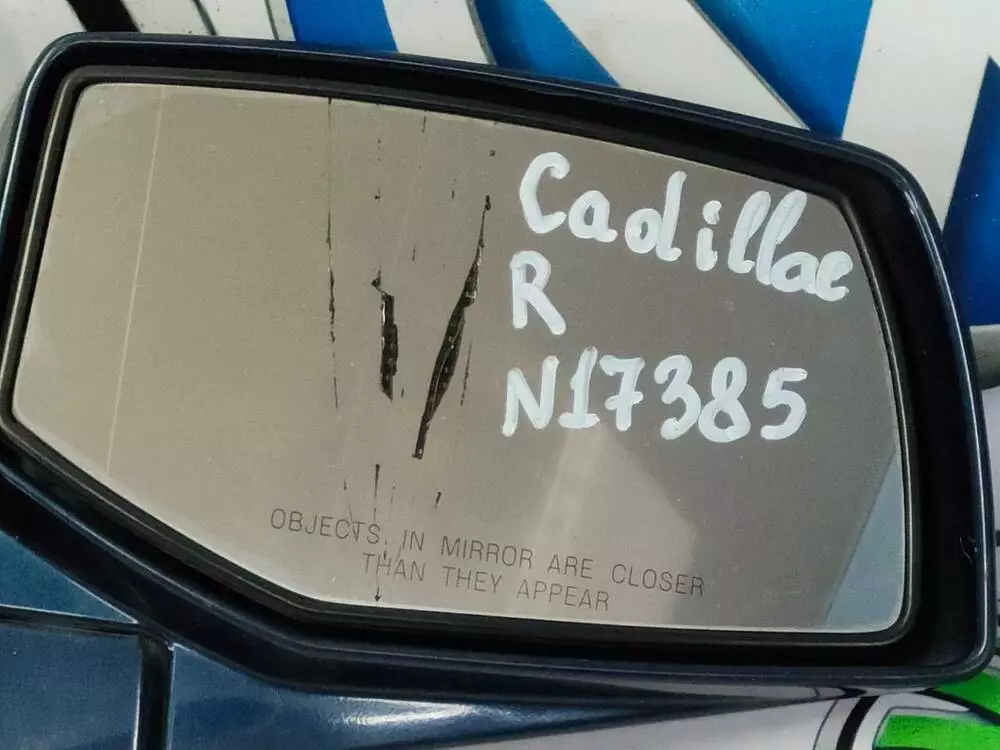 Cadillac
R
N17385
OBJECTS IN MIRROR ARE CLOSER
THAN THEY APPEAR